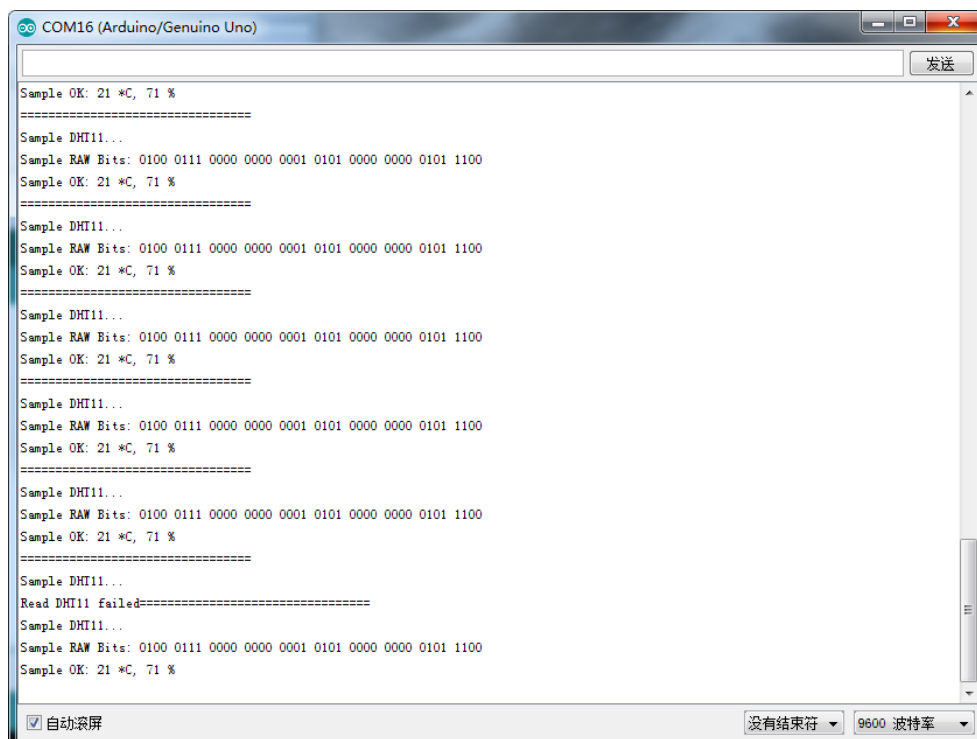 COM16 (Arduino/Genuino Uno)
发送
Sample OK: 21 *C, 71 %
=================================
Sample DHT11...
Sample RAW Bits: 0100 0111 0000 0000 0001 0101 0000 0000 0101 1100
Sample OK: 21 *C, 71 %
=================================
Sample DHT11...
Sample RAW Bits: 0100 0111 0000 0000 0001 0101 0000 0000 0101 1100
Sample OK: 21 *C, 71 %
=================================
Sample DHT11...
Sample RAW Bits: 0100 0111 0000 0000 0001 0101 0000 0000 0101 1100
Sample OK: 21 *C, 71 %
=================================
Sample DHT11...
Sample RAW Bits: 0100 0111 0000 0000 0001 0101 0000 0000 0101 1100
Sample OK: 21 *C, 71 %
=================================
Sample DHT11...
Sample RAW Bits: 0100 0111 0000 0000 0001 0101 0000 0000 0101 1100
Sample OK: 21 *C, 71 %
=================================
Sample DHT11...
Read DHT11 failed=================================
Sample DHT11...
Sample RAW Bits: 0100 0111 0000 0000 0001 0101 0000 0000 0101 1100
Sample OK: 21 *C, 71 %
自动滚屏
没有结束符
9600 波特率